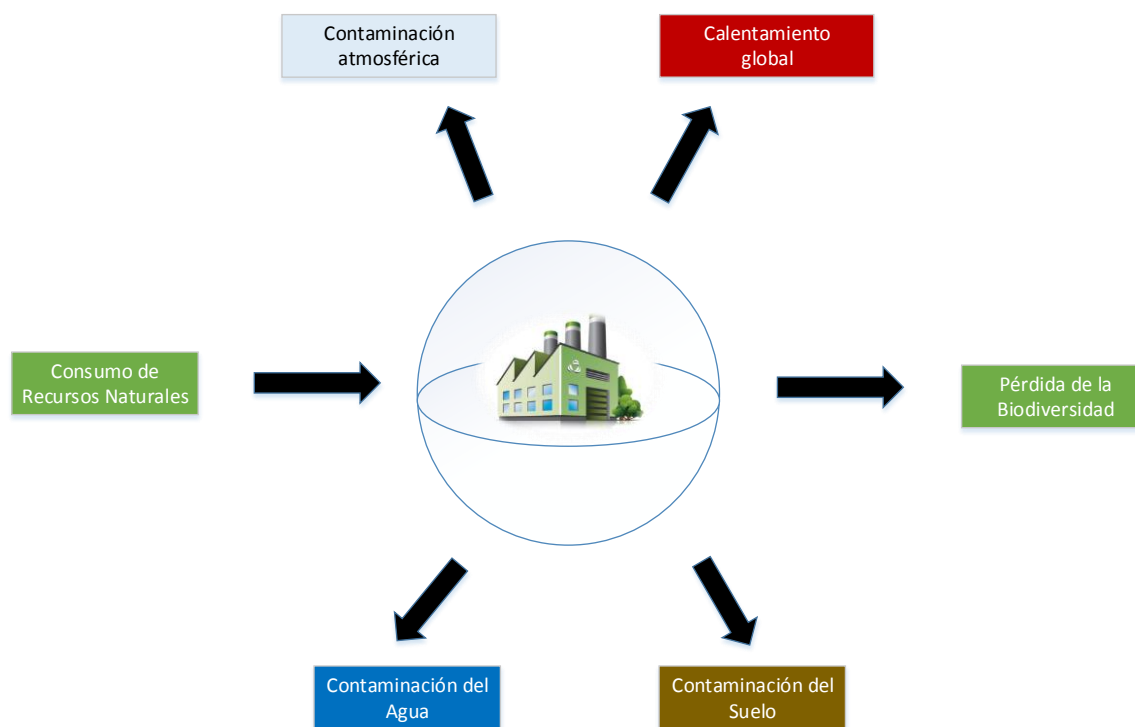 Contaminación
atmosférica
Calentamiento
global
Consumo de
Recursos Naturales
Pérdida de la
Biodiversidad
Contaminación del
Agua
Contaminación del
Suelo